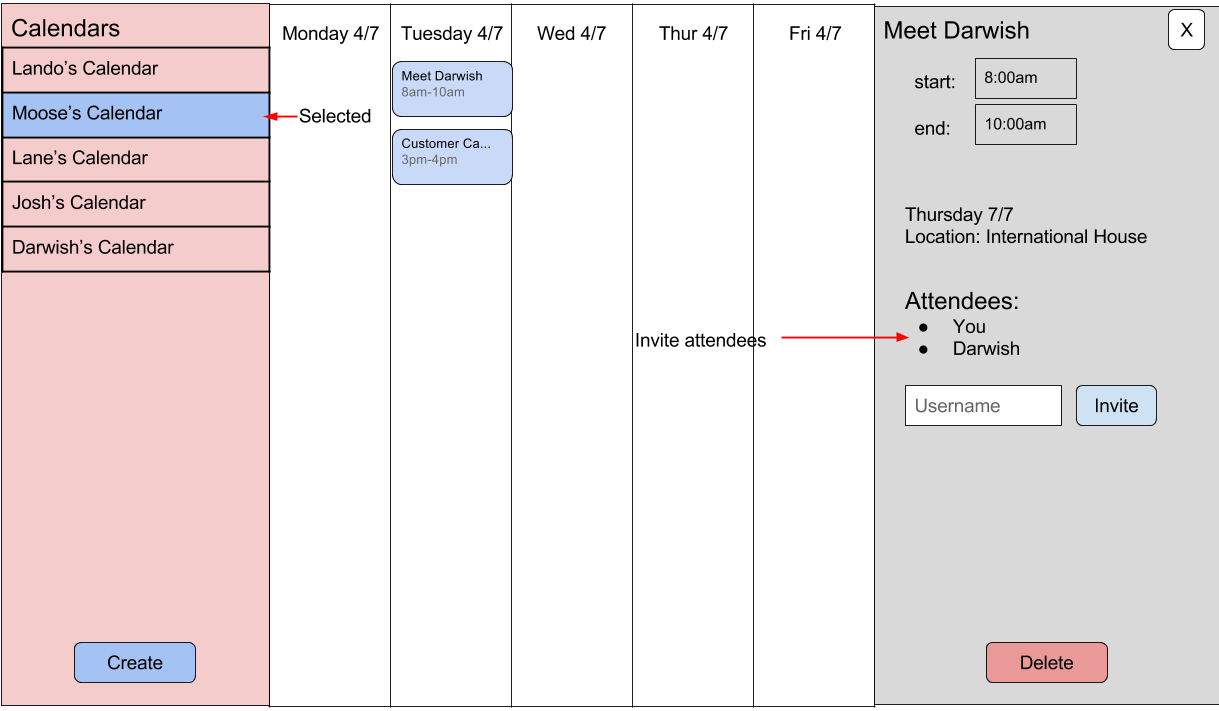 Calendars
Lando's Calendar
Moose's Calendar
Lane's Calendar
Josh's Calendar
Darwish's Calendar
Create
Selected
Monday 4/7
Tuesday 4/7
Wed 4/7
Thur 4/7
Fri 4/7
Meet Darwish
8am-10am
Customer Ca...
3pm-4pm
Invite attendees
Meet Darwish
X
start:
8:00am
end:
10:00am
Thursday 7/7
Location: International House
Attendees:
● You
● Darwish
Username
Invite
Delete